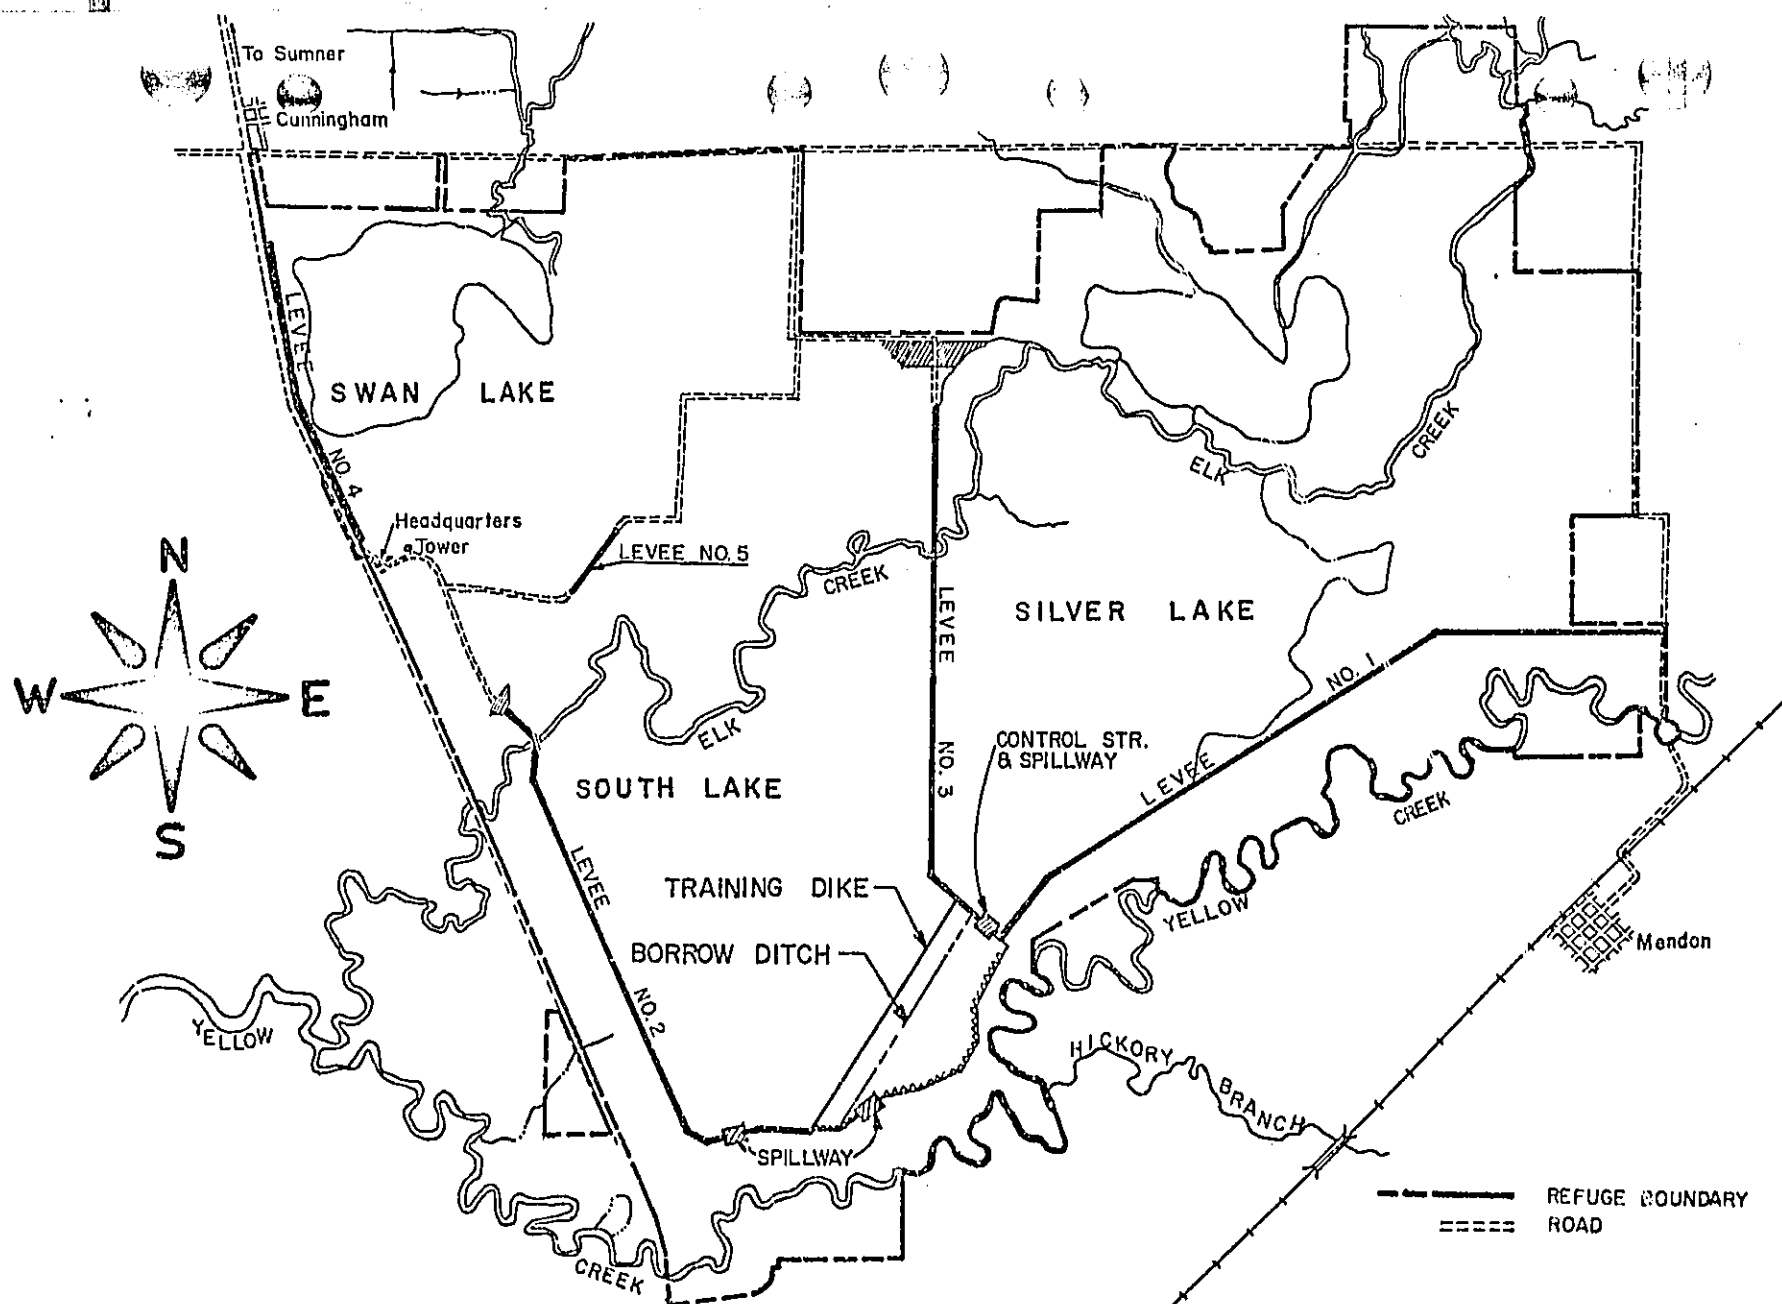 To Sumner
Cunningham
LEVEE
NO. 4
SWAN LAKE
Headquarters
Tower
LEVEE NO. 5
CREEK
ELK
ELK
CREEK
N
W
E
S
LEVEE
NO. 3
SILVER LAKE
LEVEE
NO. 1
ELK
CONTROL STR.
& SPILLWAY
SOUTH LAKE
LEVEE
NO. 2
TRAINING DIKE
BORROW DITCH
YELLOW
CREEK
Mendon
YELLOW
CREEK
HICKORY
BRANCH
SPILLWAY
REFUGE BOUNDARY
ROAD